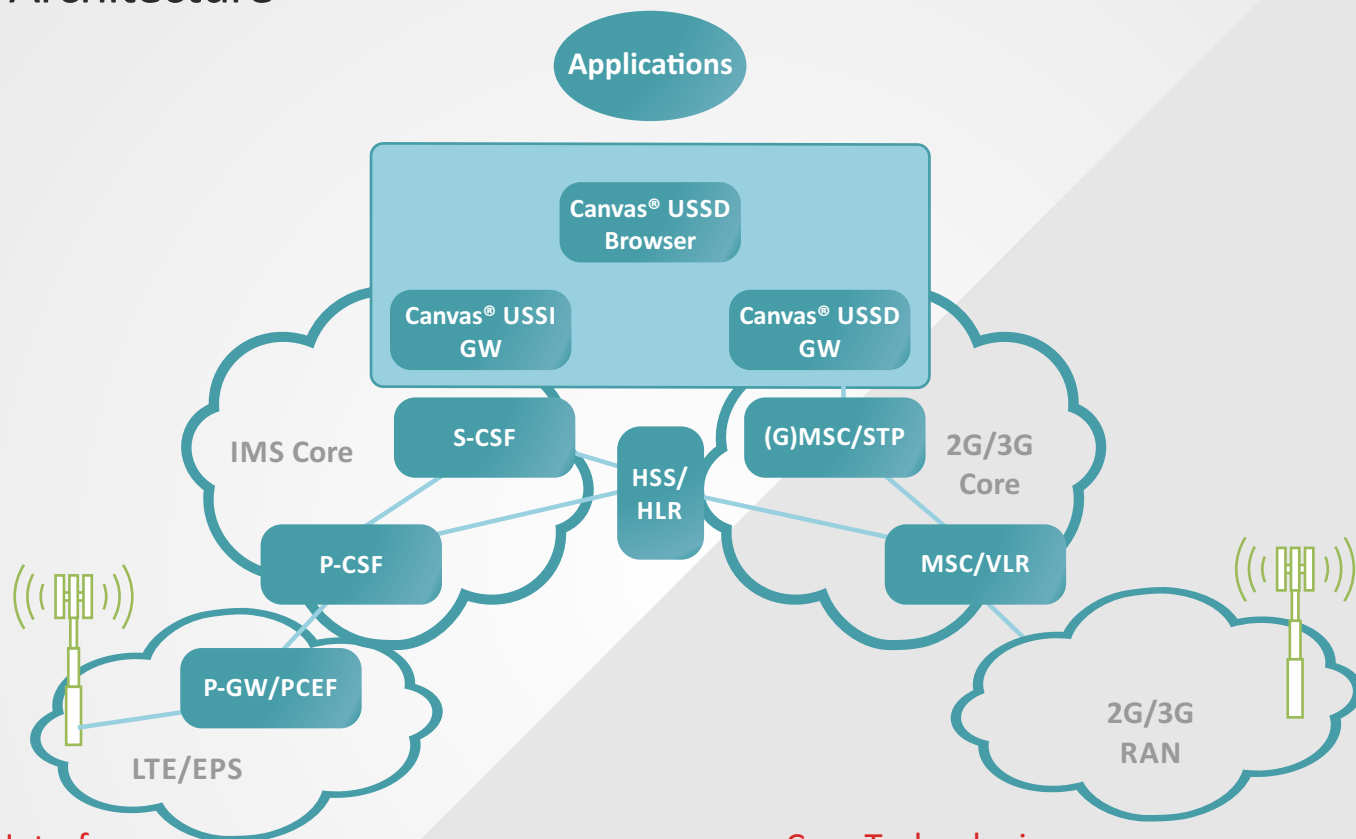 Architecture
Applications
Canvas® USSD
Browser
Canvas® USSI
GW
Canvas® USSD
GW
IMS Core
S-CSF
HSS/
HLR
(G)MSC/STP
2G/3G
Core
P-CSF
MSC/VLR
P-GW/PCEF
LTE/EPS
2G/3G
RAN